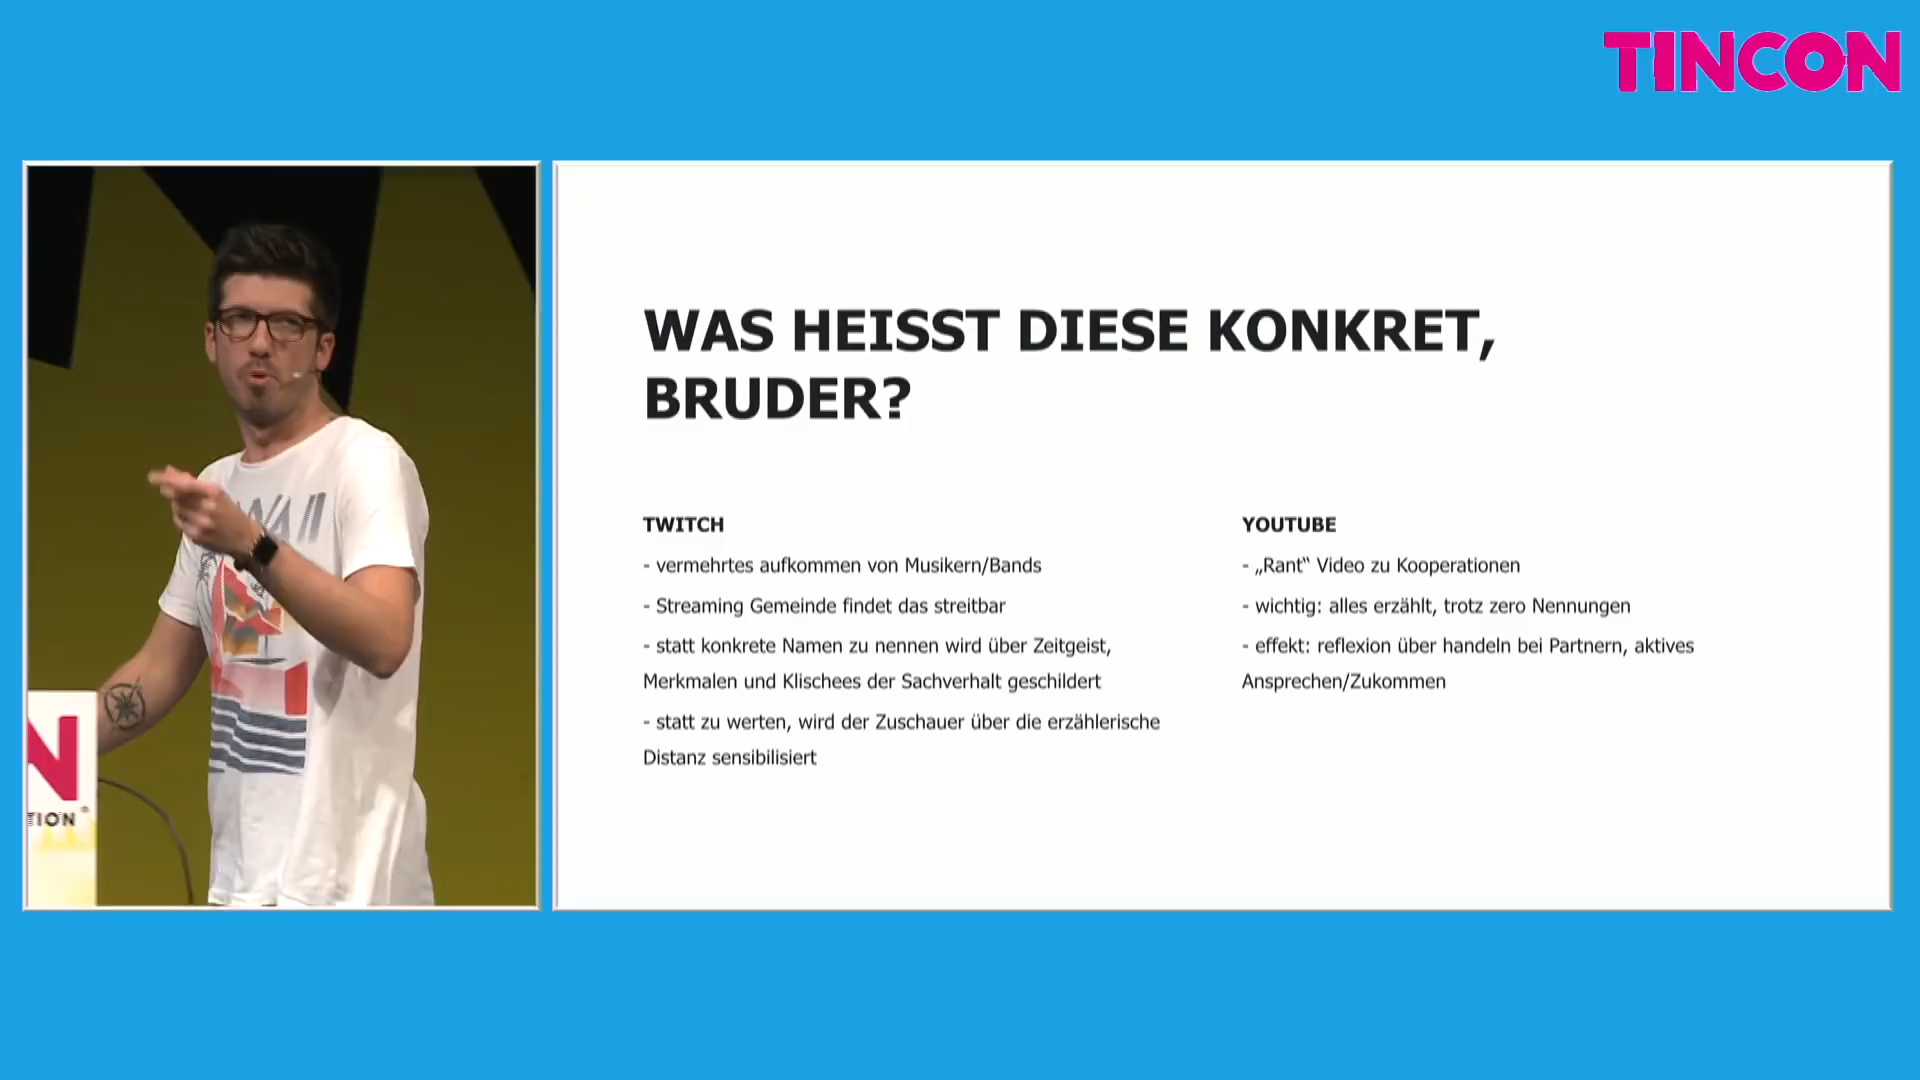 TINCON
WAS HEISST DIESE KONKRET,
BRUDER?
TWITCH
- vermehrtes aufkommen von Musikern/Bands
- Streaming Gemeinde findet das streitbar
- statt konkrete Namen zu nennen wird über Zeitgeist,
Merkmalen und Klischees der Sachverhalt geschildert
- statt zu werten, wird der Zuschauer über die erzählerische
Distanz sensibilisiert
YOUTUBE
- „Rant“ Video zu Kooperationen
- wichtig: alles erzählt, trotz zero Nennungen
- effekt: reflexion über handeln bei Partnern, aktives
Ansprechen/Zukommen
N
TION